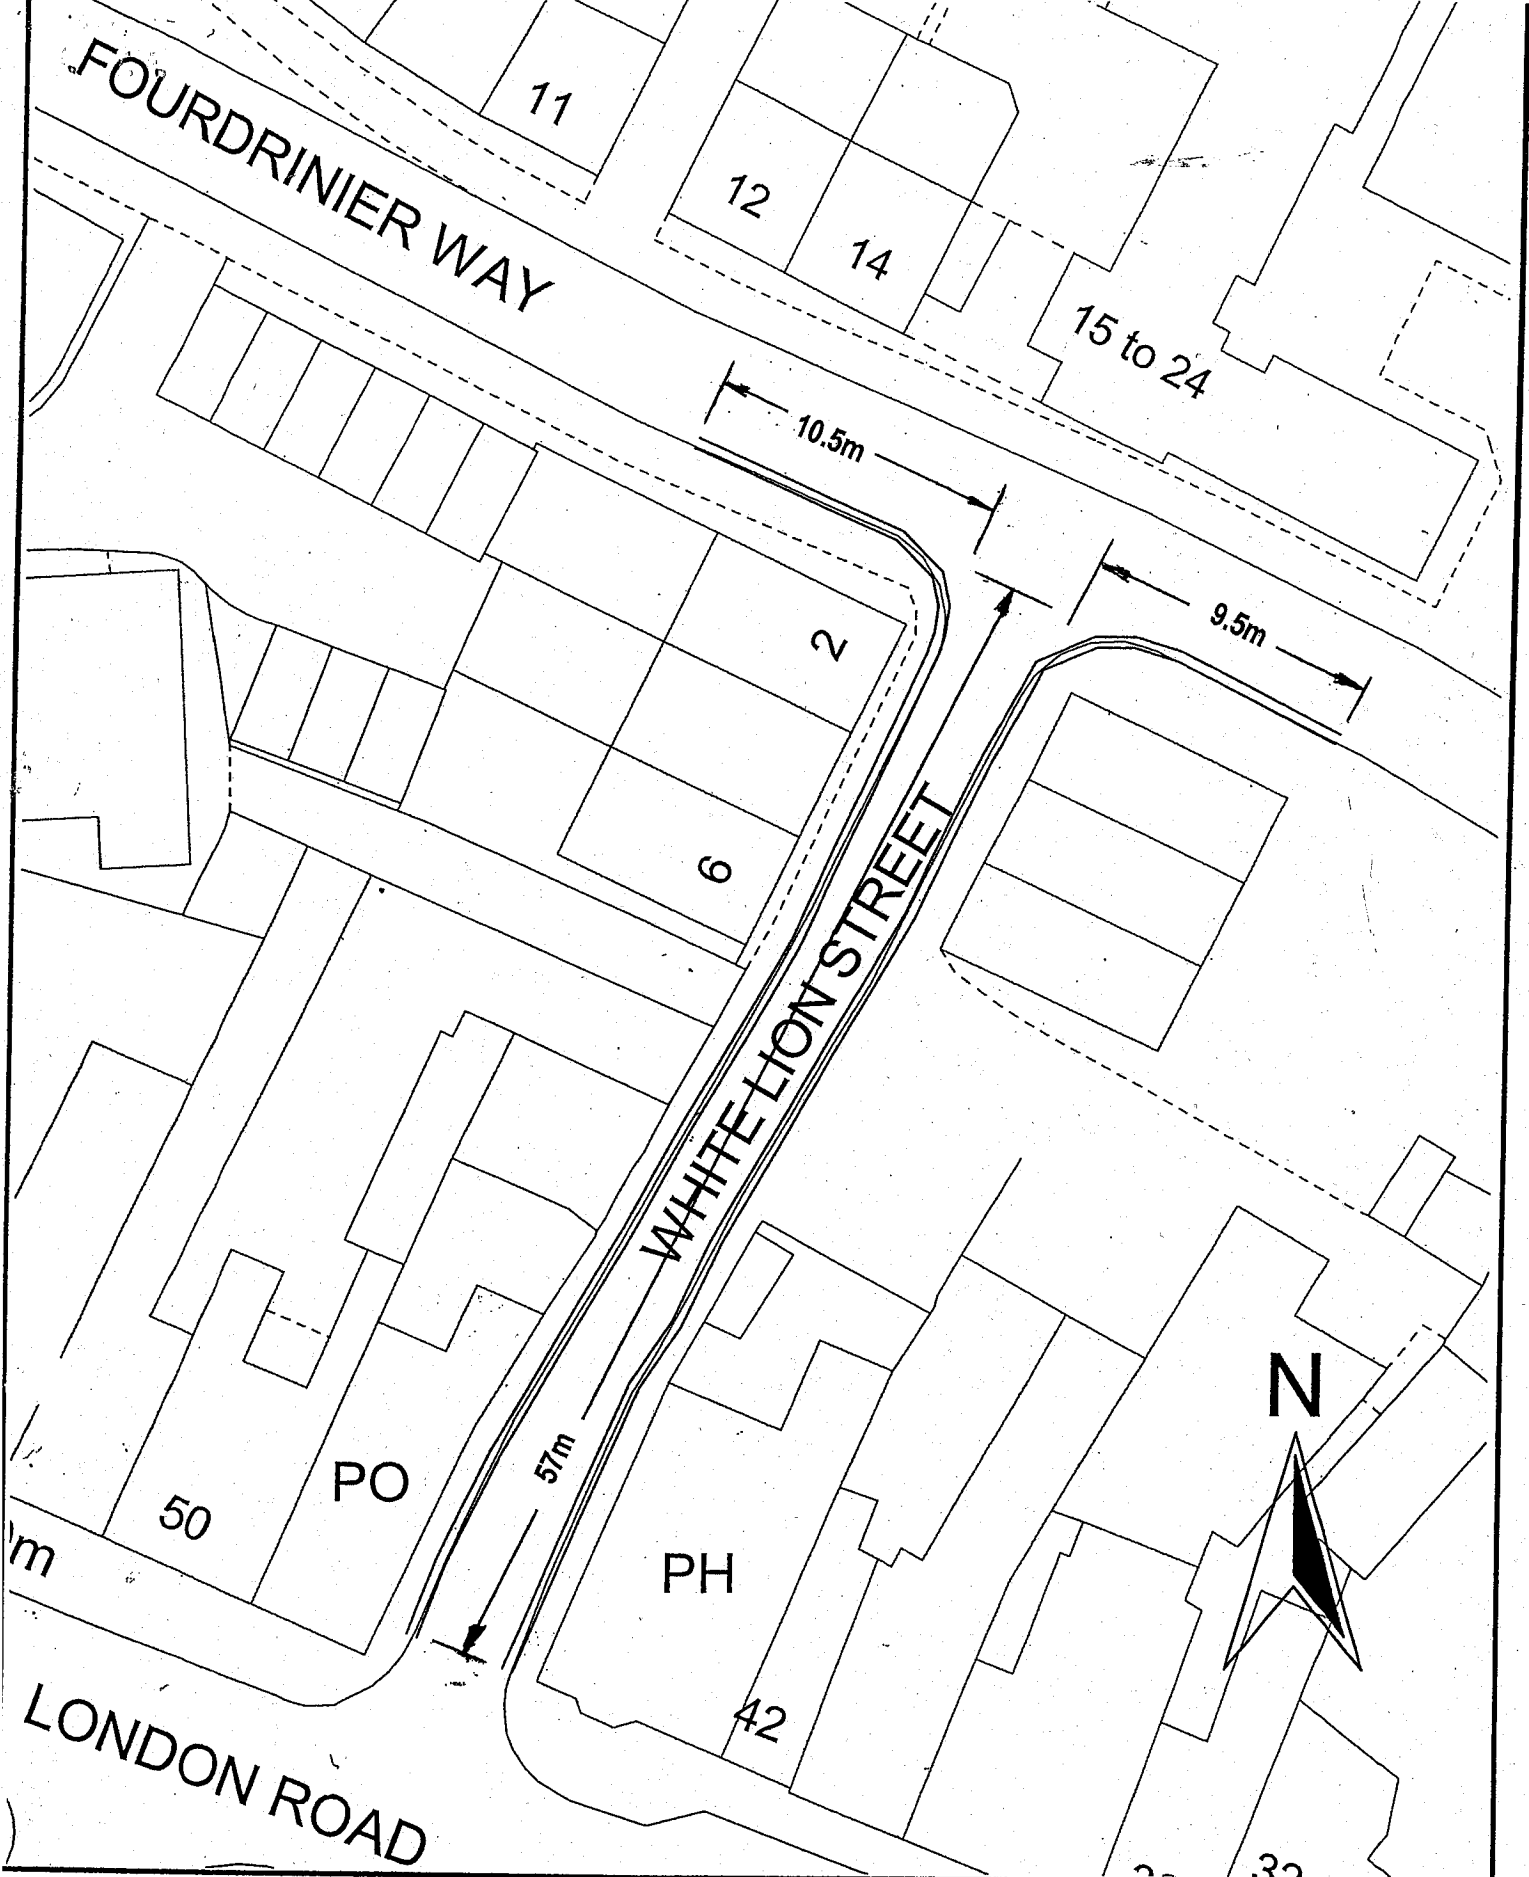 FOURDRINIER WAY
11
12
14
15 to 24
10.5m
9.5m
2
6
WHITE LION STREET
57m
N
PO
50
m
PH
42
LONDON ROAD